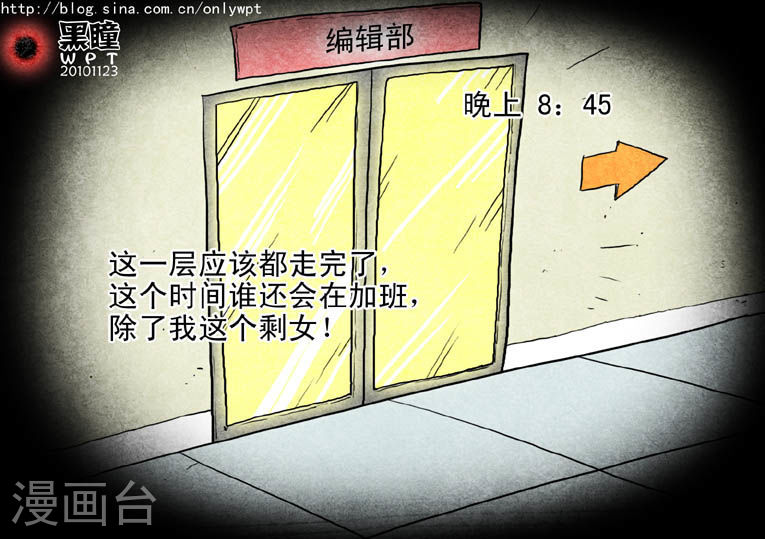 http://blog.sina.com.cn/onlywpt
黑瞳
WPT
20101123
编辑部
晚上 8：45
这一层应该都走完了，
这个时间谁还会在加班，
除了我这个剩女！
漫画台